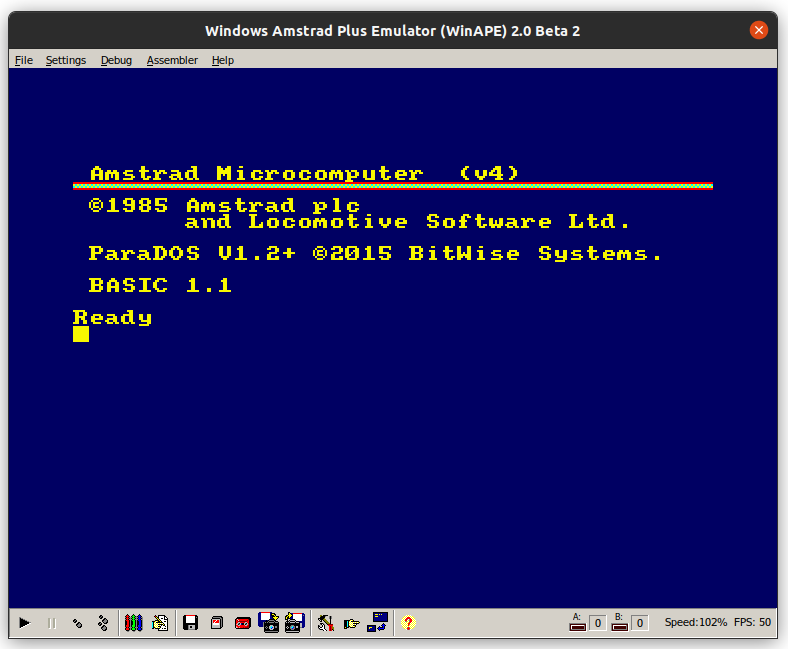 Windows Amstrad Plus Emulator (WinAPE) 2.0 Beta 2
File Settings Debug Assembler Help
Amstrad Microcomputer (v4)
©1985 Amstrad plc
and Locomotive Software Ltd.
ParaDOS V1.2+ ©2015 BitWise Systems.
BASIC 1.1
Ready
A: 0 B: 0 Speed:102% FPS: 50